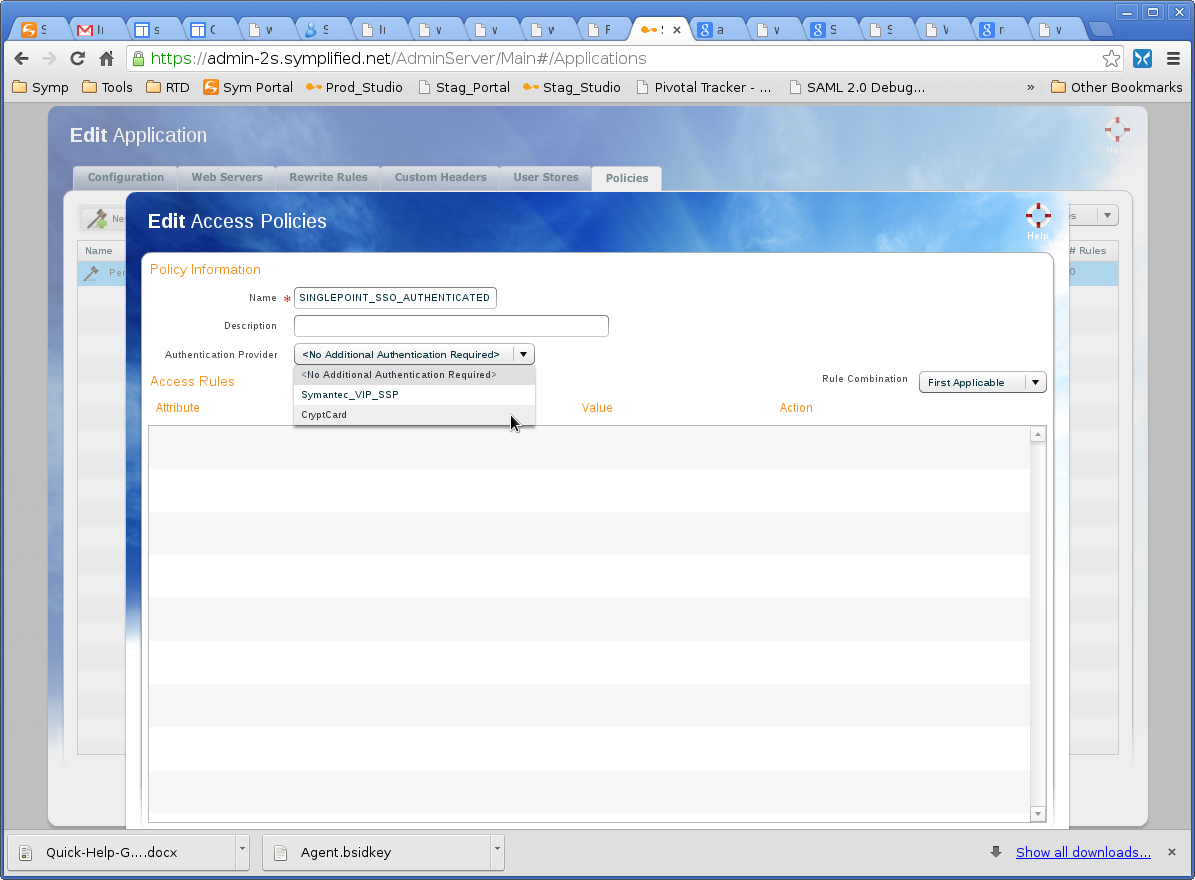 S
M
s
C
w
S
v
v
w
F
S
a
v
S
S
V
r
v
https://admin-2s.symplified.net/AdminServer/Main#/Applications
Symp Tools RTD Sym Portal Prod_Studio Stag_Portal Stag_Studio Pivotal Tracker - ... SAML 2.0 Debug... » Other Bookmarks
Edit Application
Help
Configuration Web Servers Rewrite Rules Custom Headers User Stores Policies
Edit Access Policies
Help
Name
# Rules
0
Policy Information
Name * SINGLEPOINT_SSO_AUTHENTICATED
Description
Authentication Provider <No Additional Authentication Required>
<No Additional Authentication Required>
Symantec_VIP_SSP
CryptCard
Access Rules
Rule Combination First Applicable
Attribute Value Action
Quick-Help-G....docx Agent.bsidkey Show all downloads...